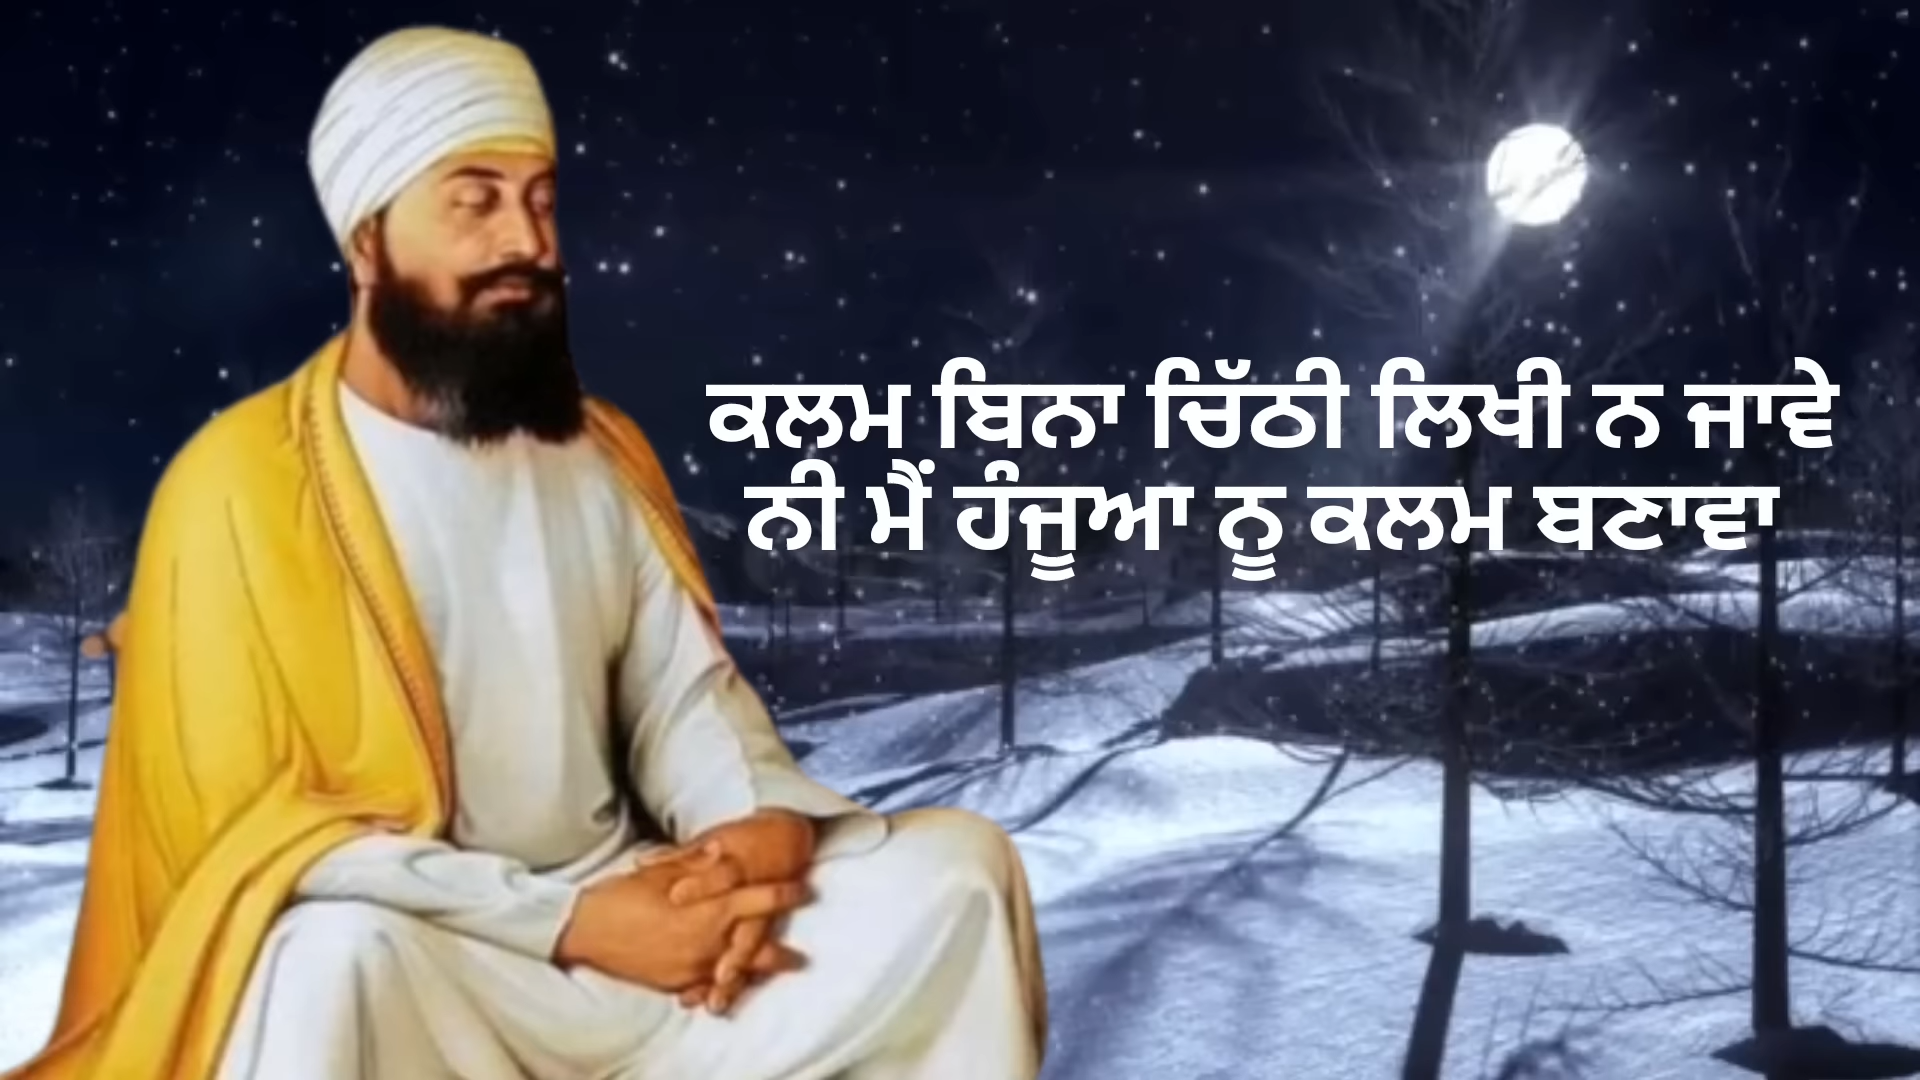 ਕਲਮ ਬਿਨਾ ਚਿੱਠੀ ਲਿਖੀ ਨ ਜਾਵੇ
ਨੀ ਮੈਂ ਹੰਜੂਆ ਨੂ ਕਲਮ ਬਣਾਵਾ